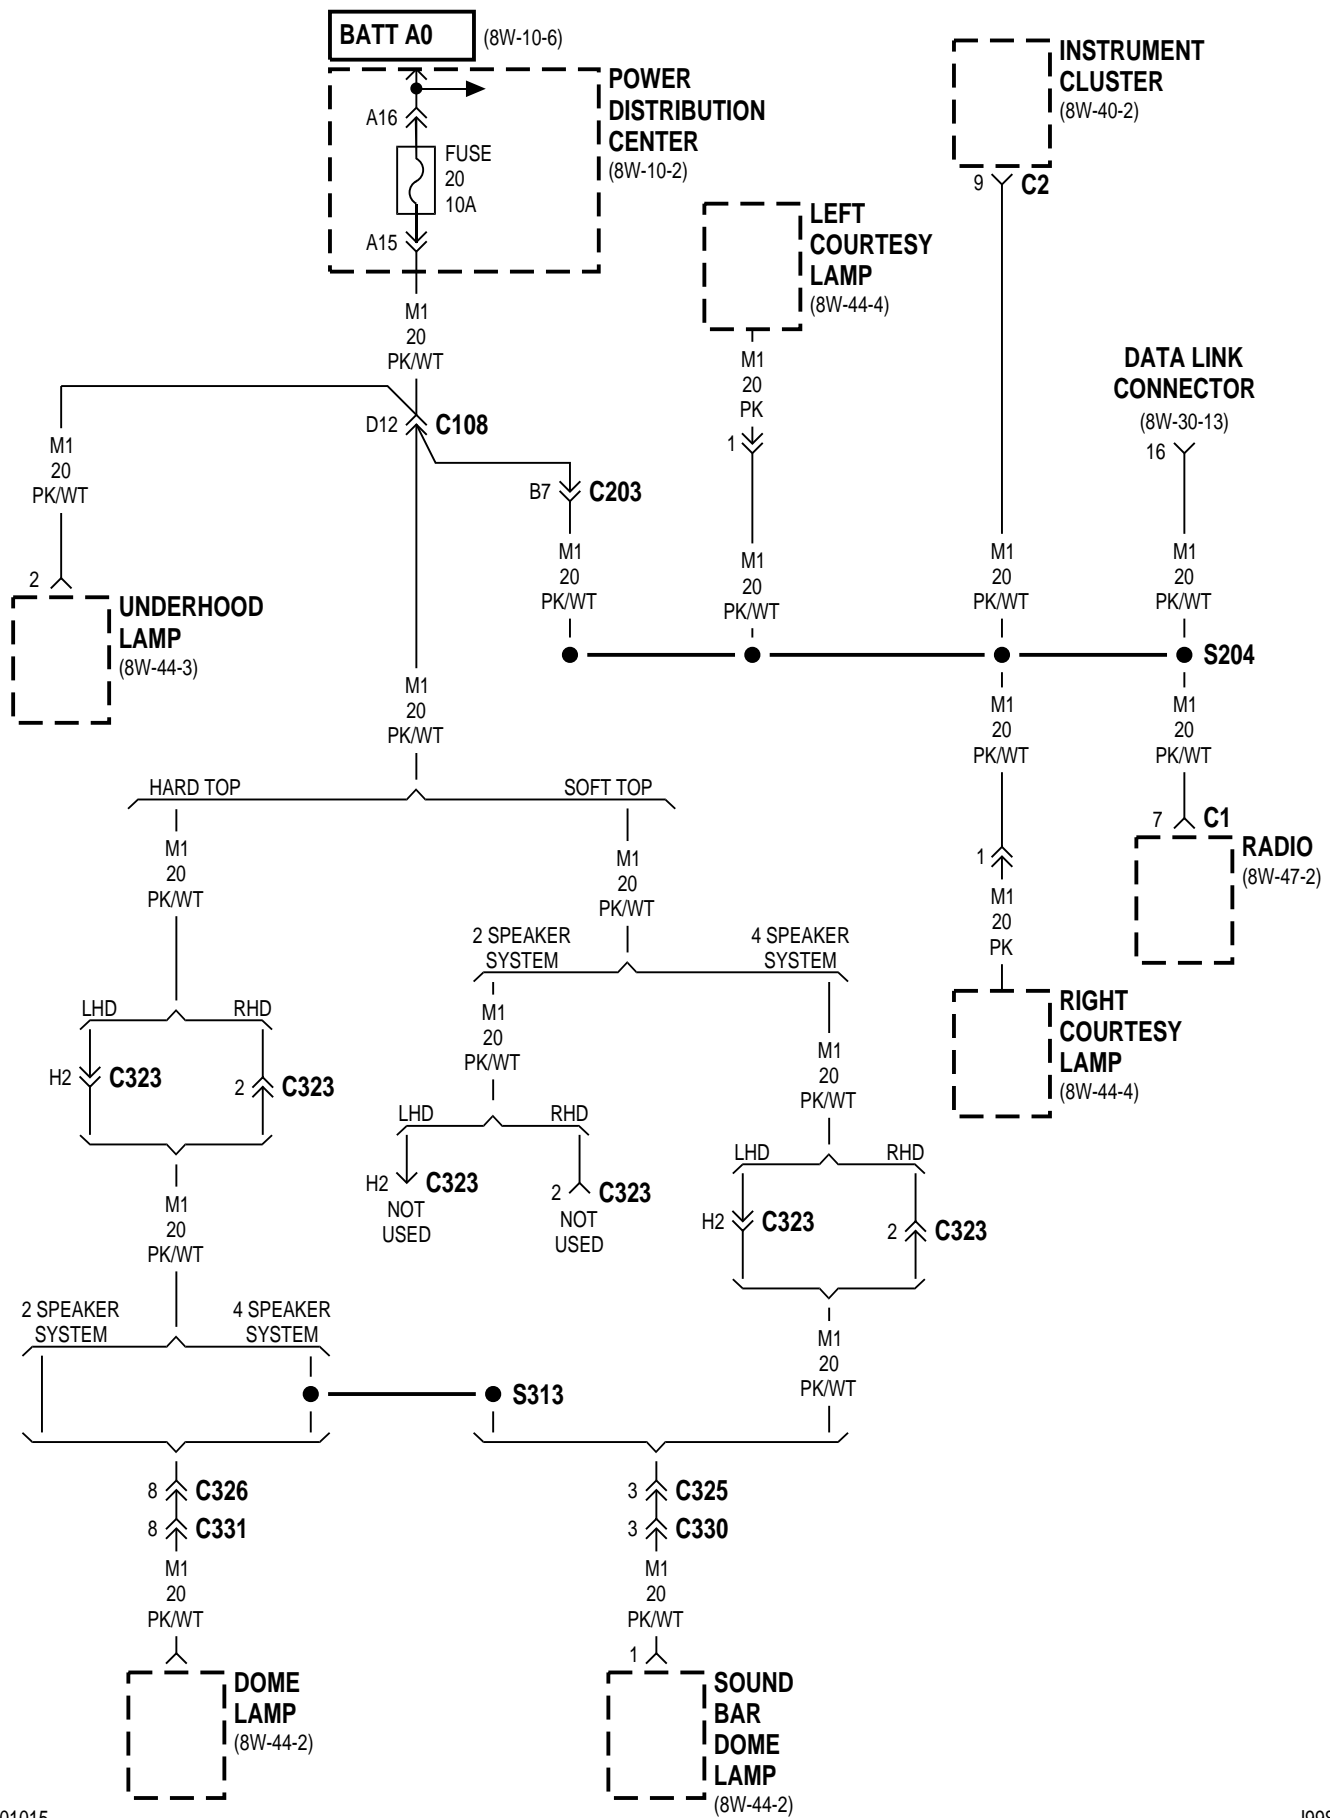 BATT A0
(8W-10-6)
POWER
DISTRIBUTION
CENTER
(8W-10-2)
A16
FUSE
20
10A
A15
M1
20
PK/WT
INSTRUMENT
CLUSTER
(8W-40-2)
9
C2
LEFT
COURTESY
LAMP
(8W-44-4)
M1
20
PK
1
DATA LINK
CONNECTOR
(8W-30-13)
16
D12
C108
M1
20
PK/WT
B7
C203
2
UNDERHOOD
LAMP
(8W-44-3)
M1
20
PK/WT
M1
20
PK/WT
M1
20
PK/WT
M1
20
PK/WT
S204
M1
20
PK/WT
M1
20
PK/WT
M1
20
PK/WT
HARD TOP
SOFT TOP
7
C1
RADIO
(8W-47-2)
1
M1
20
PK
RIGHT
COURTESY
LAMP
(8W-44-4)
M1
20
PK/WT
M1
20
PK/WT
2 SPEAKER
SYSTEM
4 SPEAKER
SYSTEM
LHD
RHD
H2
C323
2
C323
M1
20
PK/WT
M1
20
PK/WT
LHD
RHD
H2
C323
NOT
USED
2
C323
NOT
USED
LHD
RHD
H2
C323
2
C323
M1
20
PK/WT
2 SPEAKER
SYSTEM
4 SPEAKER
SYSTEM
M1
20
PK/WT
S313
8
C326
8
C331
M1
20
PK/WT
3
C325
3
C330
M1
20
PK/WT
DOME
LAMP
(8W-44-2)
1
SOUND
BAR
DOME
LAMP
(8W-44-2)